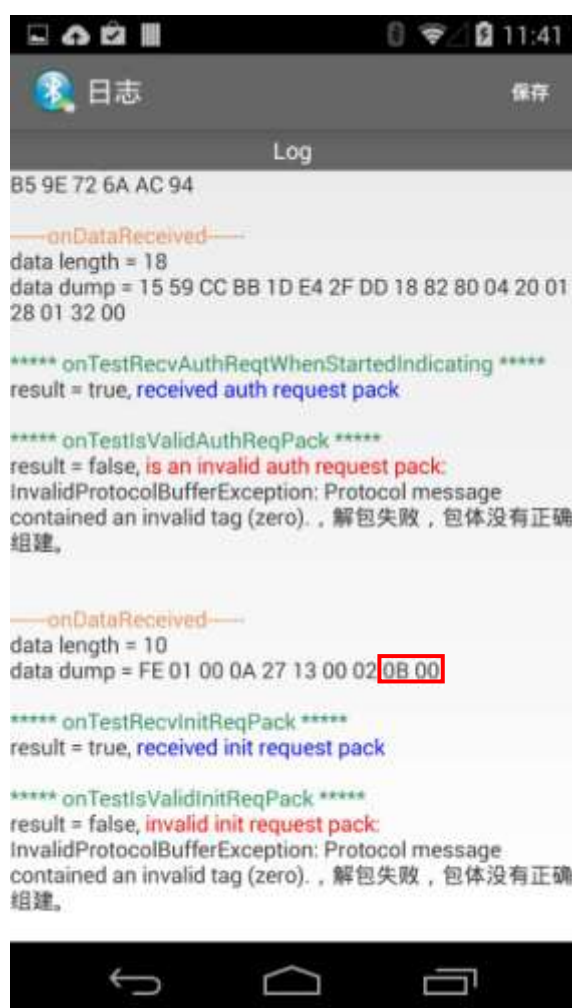 11:41
日志
保存
Log
B5 9E 72 6A AC 94
-----onDataReceived-----
data length = 18
data dump = 15 59 CC BB 1D E4 2F DD 18 82 80 04 20 01
28 01 32 00
***** onTestRecvAuthReqtWhenStartedIndicating *****
result = true, received auth request pack
***** onTestIsValidAuthReqPack *****
result = false, is an invalid auth request pack:
InvalidProtocolBufferException: Protocol message
contained an invalid tag (zero).，解包失败，包体没有正确
组建。
-----onDataReceived-----
data length = 10
data dump = FE 01 00 0A 27 13 00 02 0B 00
***** onTestRecvInitReqPack *****
result = true, received init request pack
***** onTestIsValidInitReqPack *****
result = false, invalid init request pack:
InvalidProtocolBufferException: Protocol message
contained an invalid tag (zero).，解包失败，包体没有正确
组建。